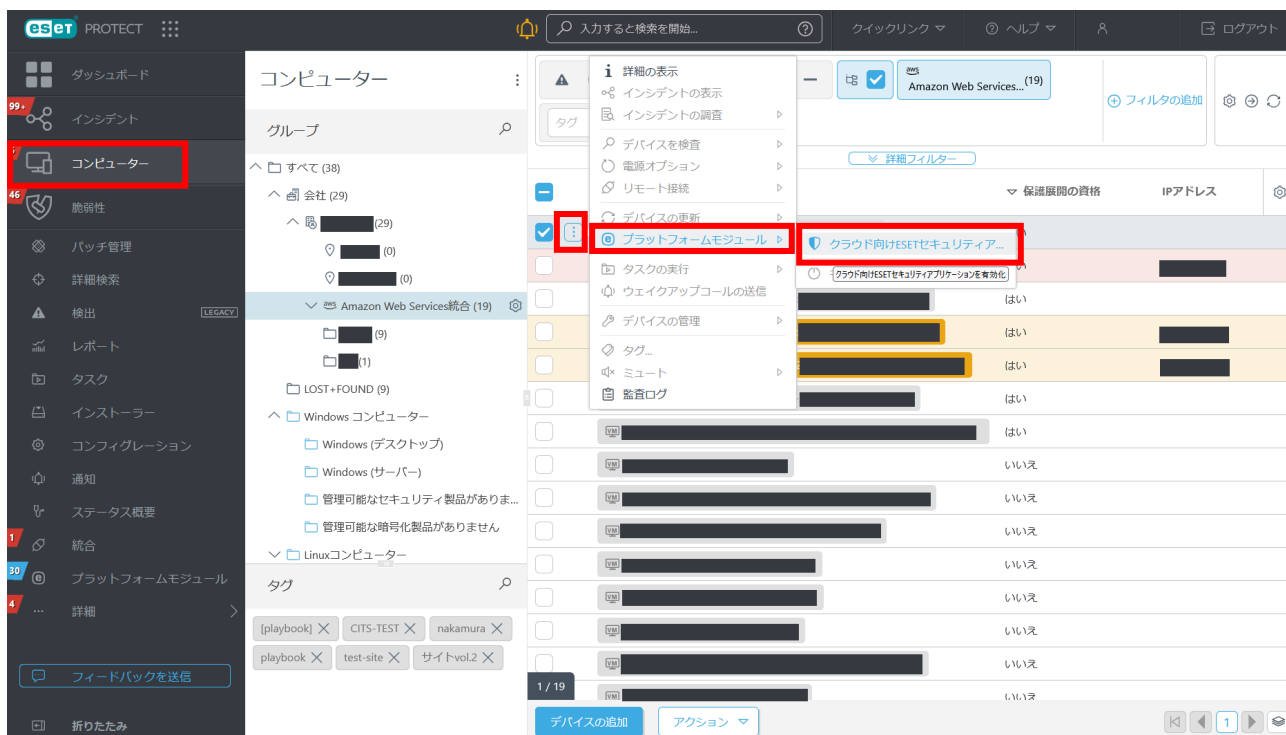 eset PROTECT
入力すると検索を開始...
クイックリンク
ヘルプ
ログアウト
ダッシュボード
99+
インシデント
コンピューター
46
脆弱性
パッチ管理
詳細検索
検出
LEGACY
レポート
タスク
インストーラー
コンフィグレーション
通知
ステータス概要
1
統合
30
プラットフォームモジュール
4
詳細
フィードバックを送信
折りたたみ
コンピューター
グループ
すべて (38)
会社 (29)
(29)
(0)
(0)
aws Amazon Web Services統合 (19)
(9)
(1)
LOST+FOUND (9)
Windows コンピューター
Windows (デスクトップ)
Windows (サーバー)
管理可能なセキュリティ製品がありま...
管理可能な暗号化製品がありません
Linuxコンピューター
タグ
[playbook]
CITS-TEST
nakamura
playbook
test-site
サイトvol.2
aws
Amazon Web Services...(19)
フィルタの追加
タグ
詳細フィルター
保護展開の資格
IPアドレス
詳細の表示
インシデントの表示
インシデントの調査
デバイスを検査
電源オプション
リモート接続
デバイスの更新
プラットフォームモジュール
タスクの実行
ウェイクアップコールの送信
デバイスの管理
タグ...
ミュート
監査ログ
クラウド向けESETセキュリティア...
クラウド向けESETセキュリティアプリケーションを有効化
い
い
はい
はい
はい
はい
VM
はい
VM
いいえ
VM
いいえ
VM
いいえ
VM
いいえ
VM
いいえ
VM
いいえ
VM
いいえ
VM
いいえ
1 / 19
デバイスの追加
アクション
1